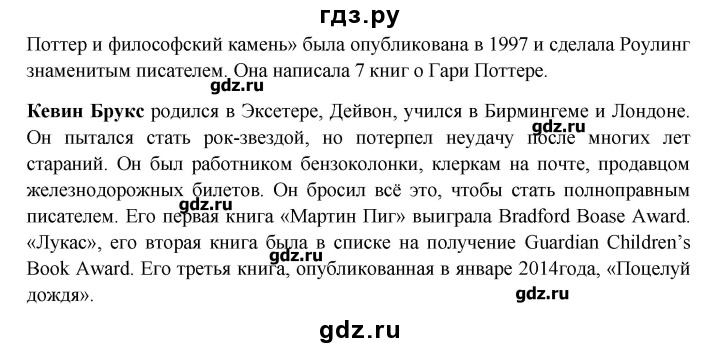 гдз.ру
Поттер и философский камень» была опубликована в 1997 и сделала Роулинг
знаменитым писателем. Она написала 7 книг о Гари Поттере.
gdz.ru
Кевин Брукс родился в Эксетере, Дейвон, учился в Бирмингеме и Лондоне.
gdz.ru
Он пытался стать рок-звездой, но потерпел неудачу после многих лет
стараний. Он был работником бензоколонки, клеркам на почте, продавцом
железнодорожных билетов. Он бросил всё это, чтобы стать полноправным
gdz.ru
писателем. Его первая книга «Мартин Пиг» выиграла Bradford Boase Award.
«Лукас», его вторая книга была в списке на получение Guardian Children’s
gdz.ru
Book Award. Его третья книга, опубликованная в январе 2014года, «Поцелуй
дождя».
gdz.ru
gdz.ru